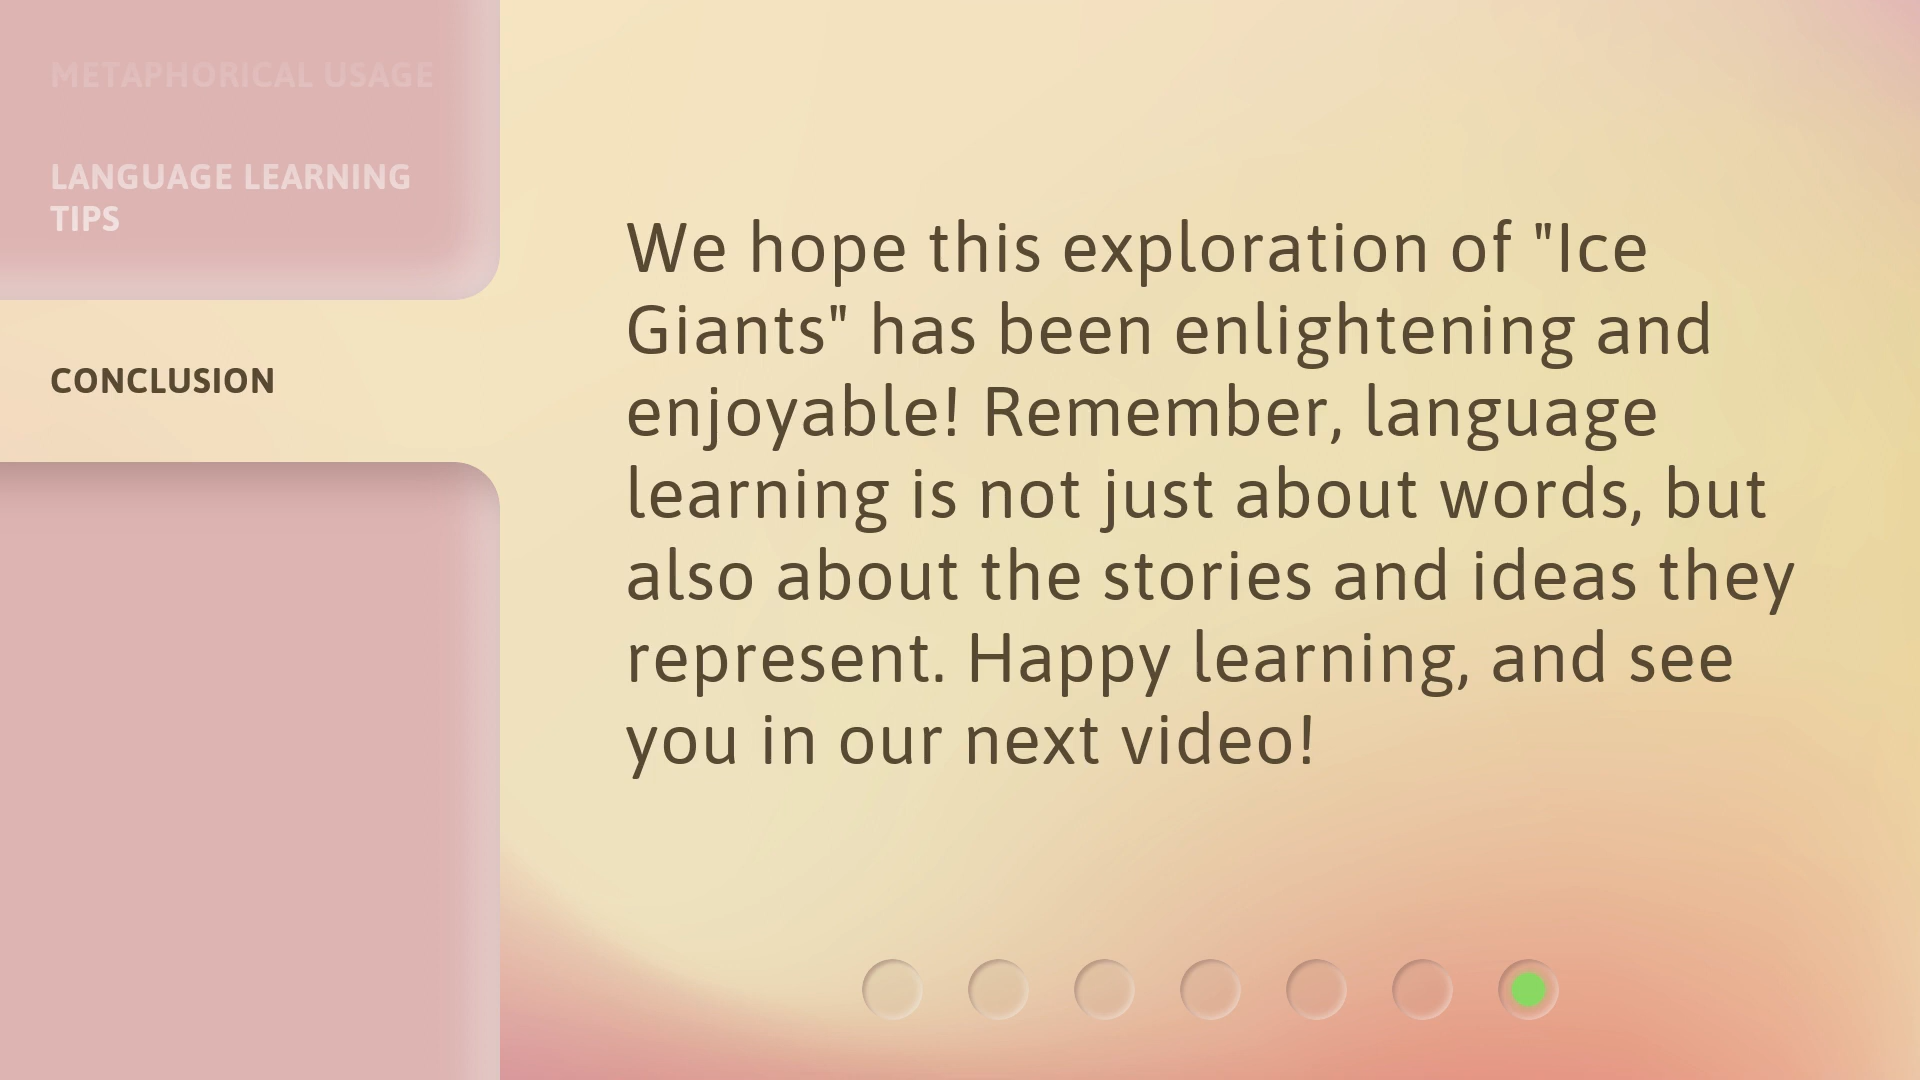 METAPHORICAL USAGE
LANGUAGE LEARNING
TIPS
CONCLUSION
We hope this exploration of "Ice
Giants" has been enlightening and
enjoyable! Remember, language
learning is not just about words, but
also about the stories and ideas they
represent. Happy learning, and see
you in our next video!